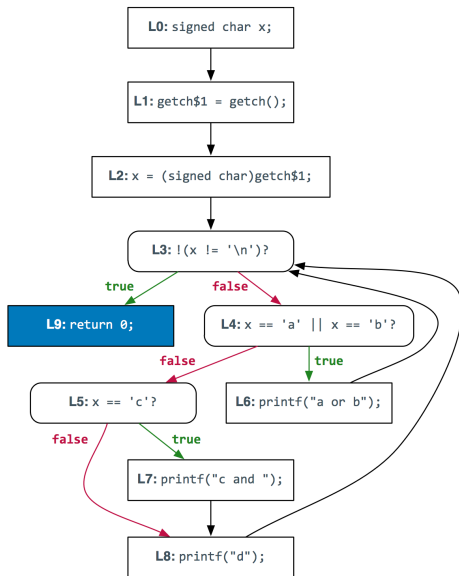 L0: signed char x;
L1: getch$1 = getch();
L2: x = (signed char)getch$1;
L3: !(x != '\n')?
true
false
L9: return 0;
L4: x == 'a' || x == 'b'?
false
true
L5: x == 'c'?
L6: printf("a or b");
false
true
L7: printf("c and ");
L8: printf("d");